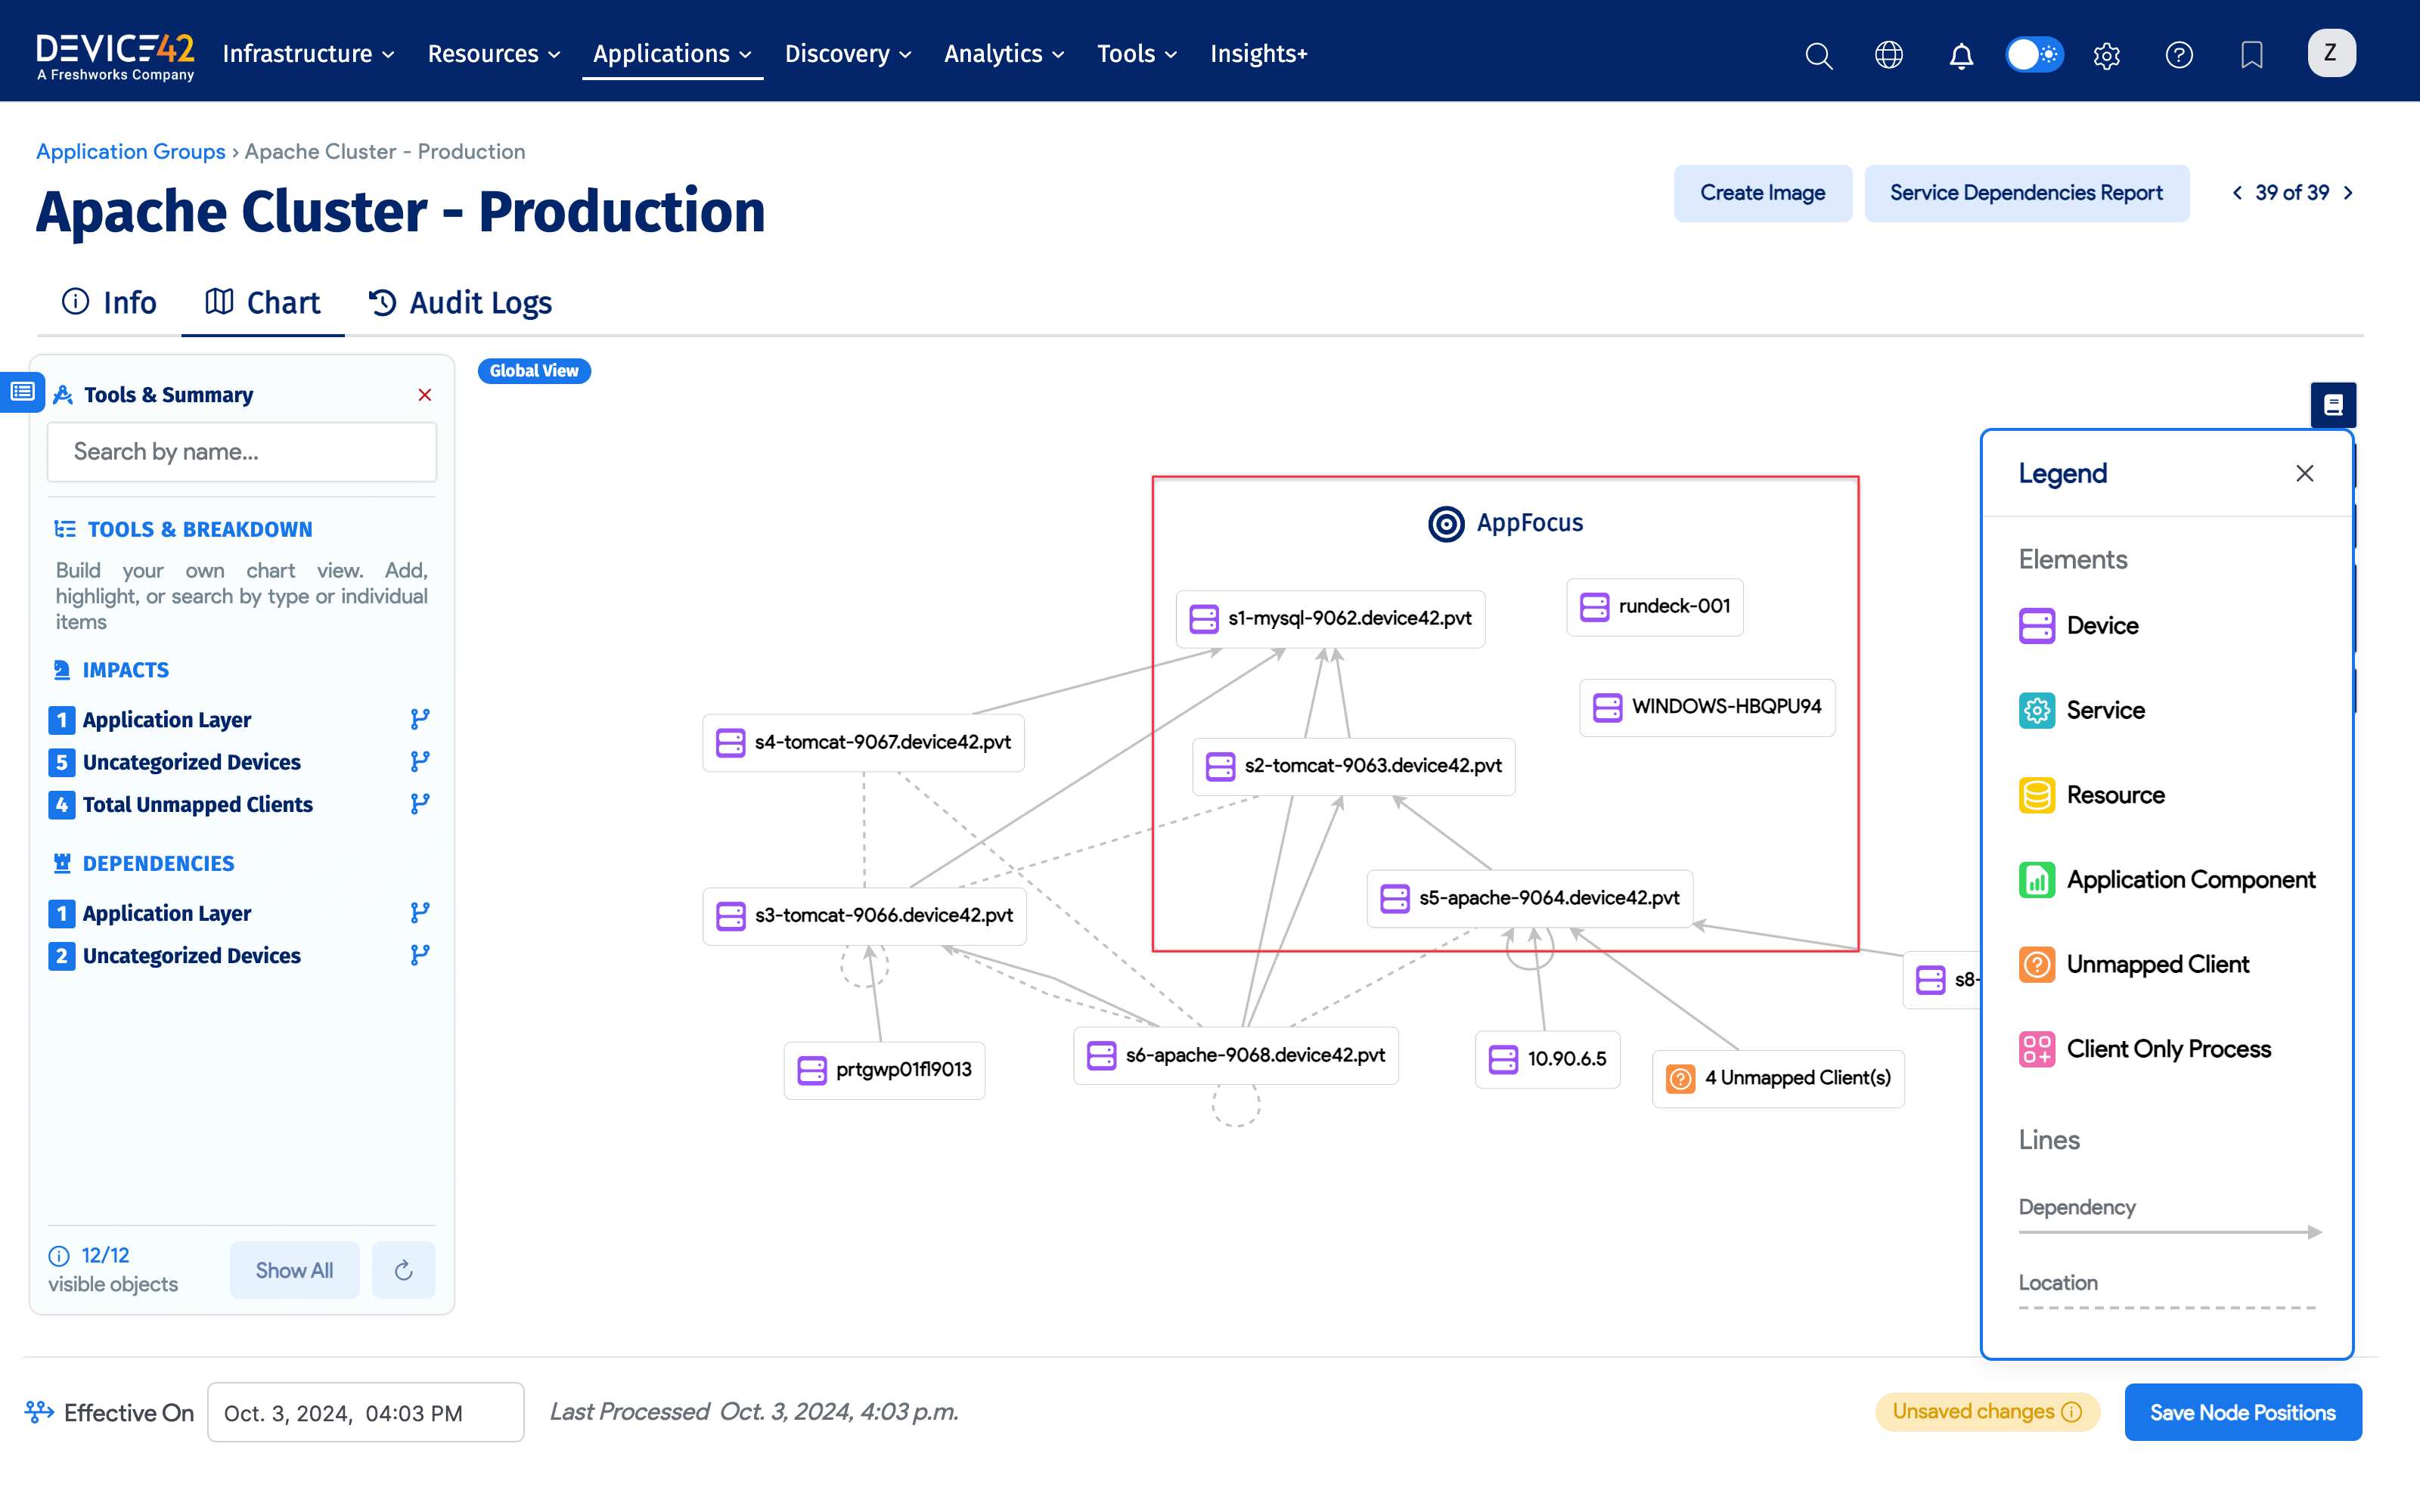 DEVICE42
A Freshworks Company
Infrastructure
Resources
Applications
Discovery
Analytics
Tools
Insights+
Z
Application Groups › Apache Cluster - Production
Apache Cluster - Production
Create Image
Service Dependencies Report
39 of 39
Info
Chart
Audit Logs
Tools & Summary
Search by name...
TOOLS & BREAKDOWN
Build your own chart view. Add,
highlight, or search by type or individual
items
IMPACTS
1 Application Layer
5 Uncategorized Devices
4 Total Unmapped Clients
DEPENDENCIES
1 Application Layer
2 Uncategorized Devices
12/12
visible objects
Show All
Global View
AppFocus
s1-mysql-9062.device42.pvt
rundeck-001
WINDOWS-HBQPU94
s4-tomcat-9067.device42.pvt
s2-tomcat-9063.device42.pvt
s5-apache-9064.device42.pvt
s3-tomcat-9066.device42.pvt
s8-
prtgwp01fl9013
s6-apache-9068.device42.pvt
10.90.6.5
4 Unmapped Client(s)
Legend
Elements
Device
Service
Resource
Application Component
Unmapped Client
Client Only Process
Lines
Dependency
Location
Effective On
Oct. 3, 2024, 04:03 PM
Last Processed Oct. 3, 2024, 4:03 p.m.
Unsaved changes
Save Node Positions